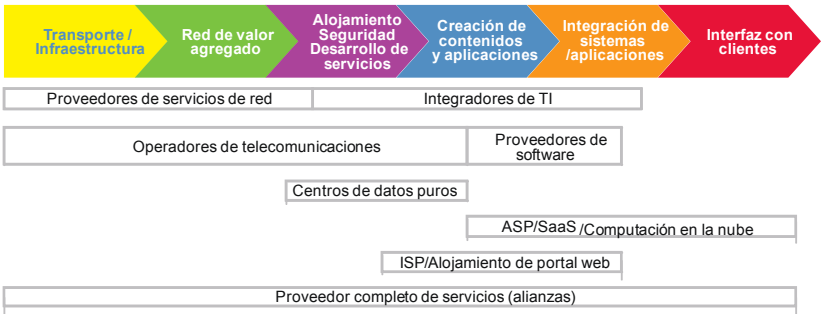 Transporte /
Infraestructura
Red de valor
agregado
Alojamiento
Seguridad
Desarrollo de
servicios
Creación de
contenidos
y aplicaciones
Integración de
sistemas
/aplicaciones
Interfaz con
clientes
Proveedores de servicios de red
Integradores de TI
Operadores de telecomunicaciones
Proveedores de
software
Centros de datos puros
ASP/SaaS /Computación en la nube
ISP/Alojamiento de portal web
Proveedor completo de servicios (alianzas)